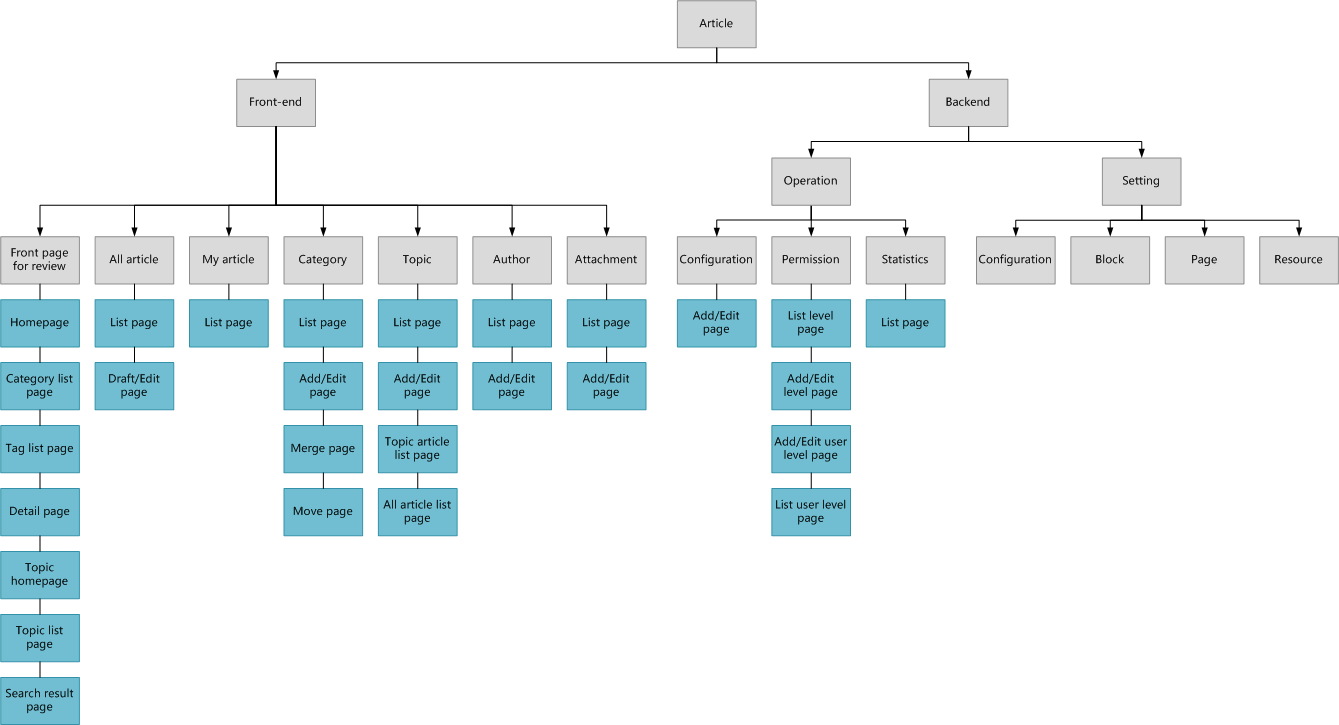 Article
Front-end
Backend
Operation
Setting
Front page
for review
All article
My article
Category
Topic
Author
Attachment
Configuration
Permission
Statistics
Configuration
Block
Page
Resource
Homepage
List page
List page
List page
List page
List page
List page
Add/Edit
page
List level
page
List page
Category list
page
Draft/Edit
page
Add/Edit
page
Add/Edit
page
Add/Edit
page
Add/Edit
page
Add/Edit
level page
Tag list page
Merge page
Topic article
list page
Add/Edit user
level page
Detail page
Move page
All article list
page
List user level
page
Topic
homepage
Topic list
page
Search result
page